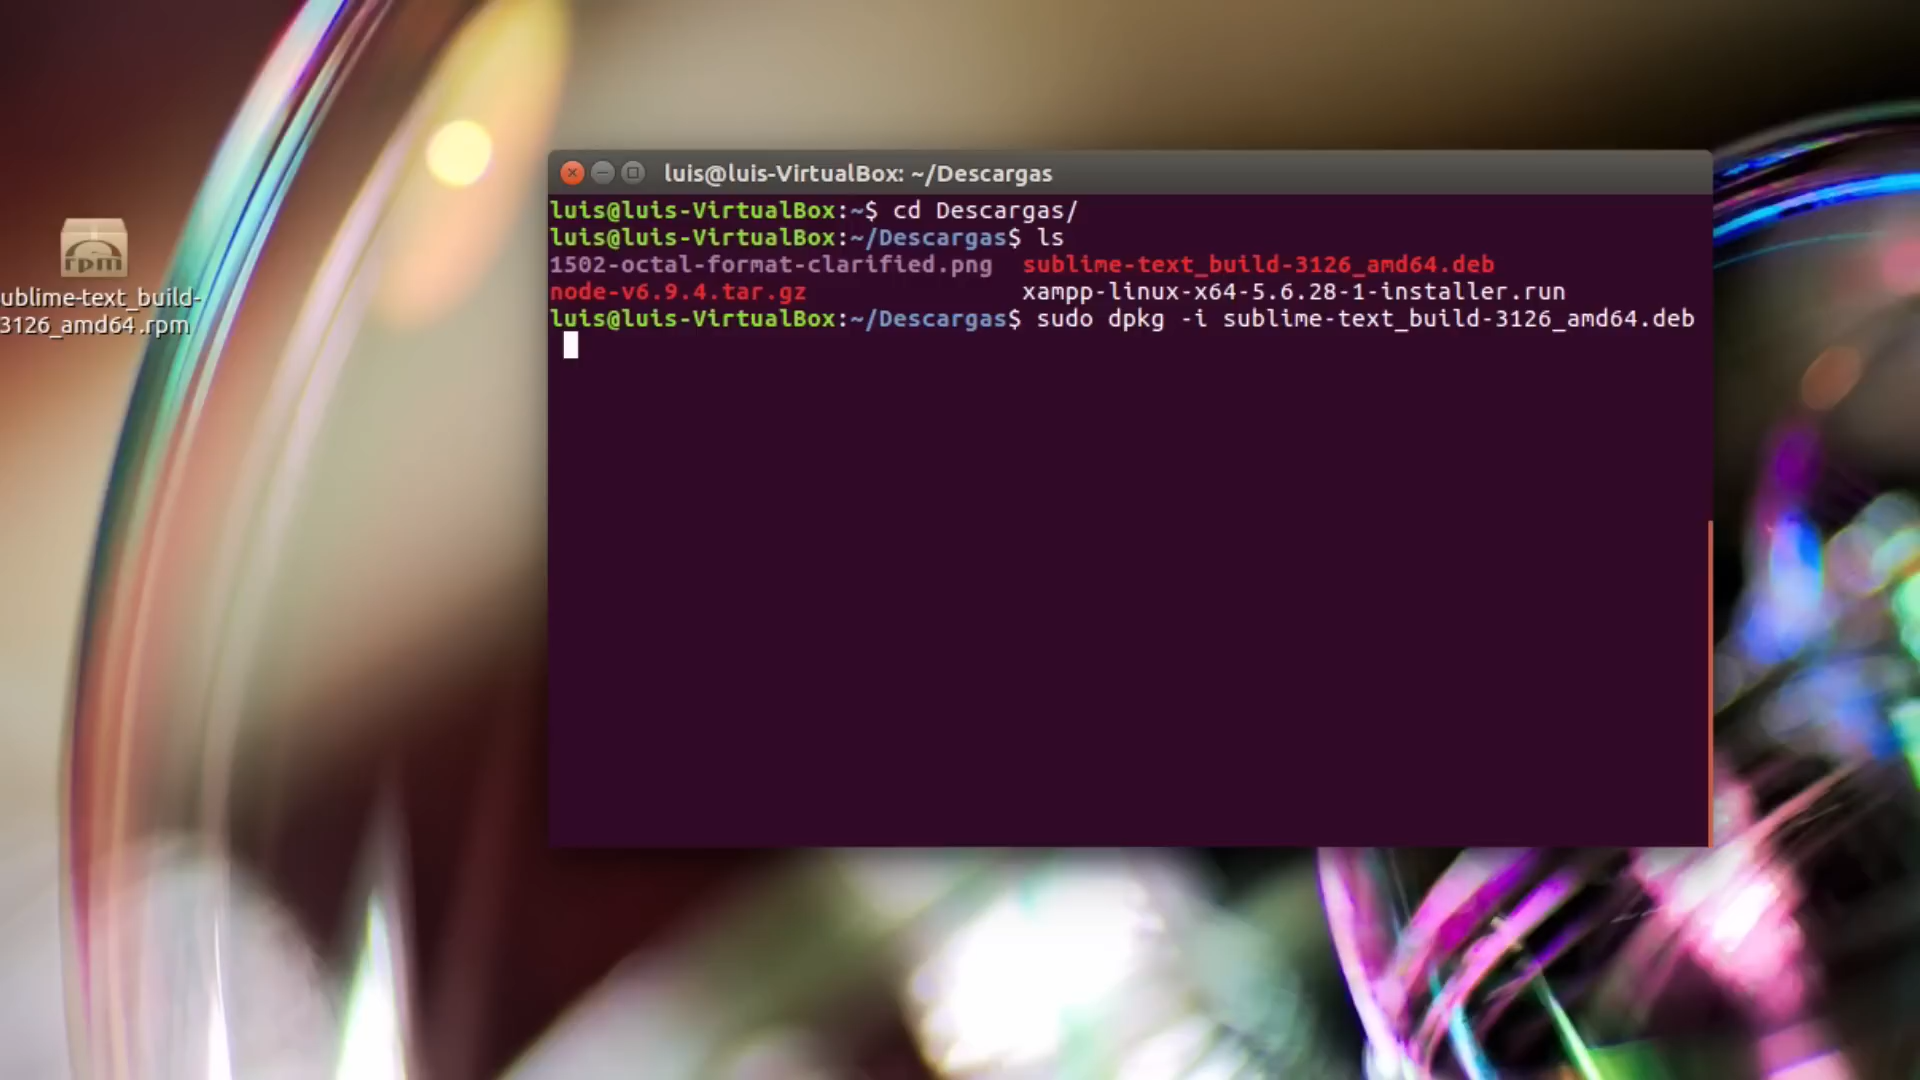 luis@luis-VirtualBox: ~/Descargas
luis@luis-VirtualBox:~$ cd Descargas/
luis@luis-VirtualBox:~/Descargas$ ls
1502-octal-format-clarified.png sublime-text_build-3126_amd64.deb
node-v6.9.4.tar.gz xampp-linux-x64-5.6.28-1-installer.run
luis@luis-VirtualBox:~/Descargas$ sudo dpkg -i sublime-text_build-3126_amd64.deb
rpm
ublime-text_build-
3126_amd64.rpm